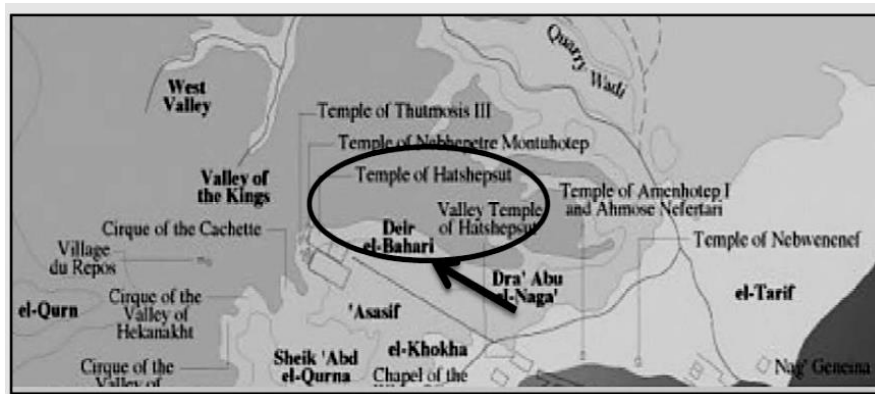 Quarry Wadi
West
Valley
Temple of Thutmosis III
Temple of Nebhepetre Montuhotep
Valley of
the Kings
Temple of Hatshepsut
Temple of Amenhotep I
and Ahmose Nefertari
Valley Temple
of Hatshepsut
Cirque of the Cachette
Deir
el-Bahari
Temple of Nebwenenef
Village
du Repos
Dra' Abu
el-Naga'
el-Tarif
el-Qurn
Cirque of the
Valley of
Hekanakht
'Asasif
el-Khokha
Sheik 'Abd
el-Qurna
Cirque of the
Valley of
Chapel of the
Nag' Geneina